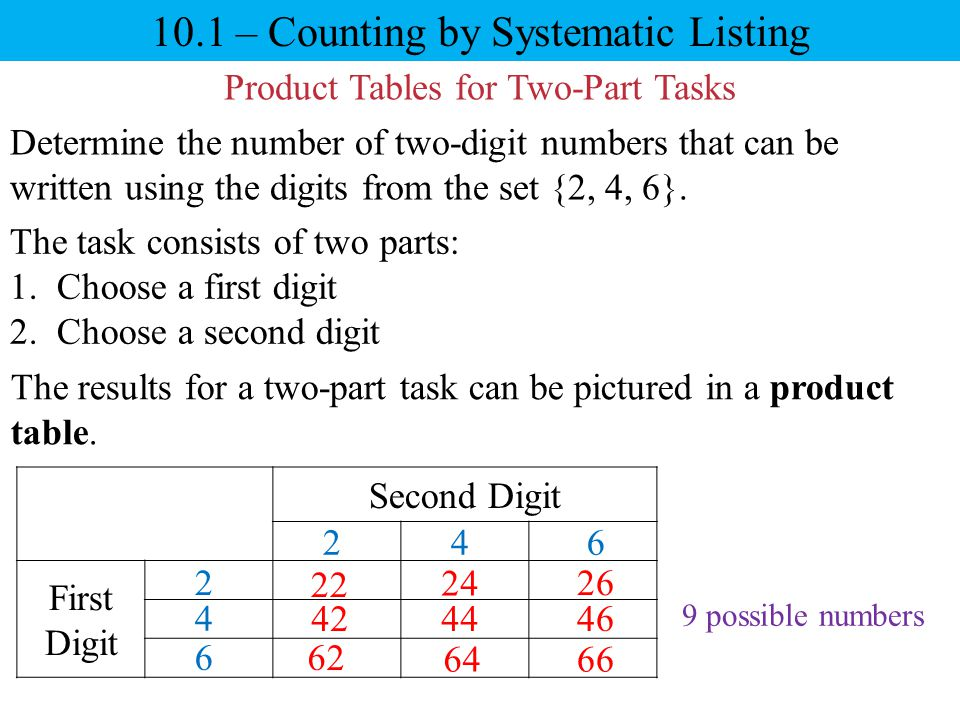 10.1 – Counting by Systematic Listing
Product Tables for Two-Part Tasks
Determine the number of two-digit numbers that can be
written using the digits from the set {2, 4, 6}.
The task consists of two parts:
1. Choose a first digit
2. Choose a second digit
The results for a two-part task can be pictured in a product
table.
Second Digit
2 4 6
First
Digit
2 22 24 26
4 42 44 46
6 62 64 66
9 possible numbers